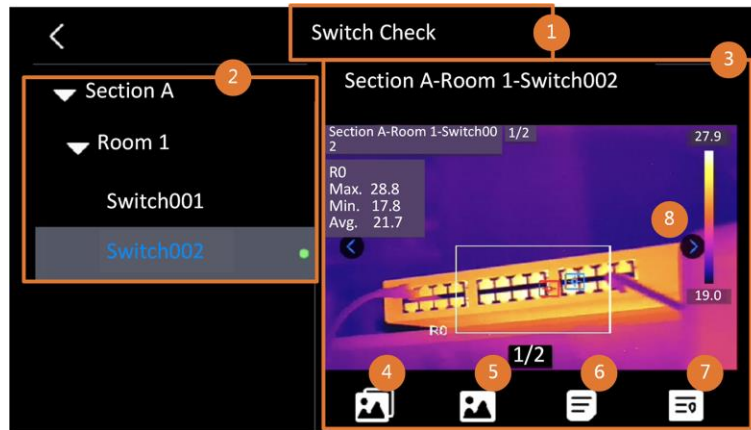 Switch Check
1
2
3
Section A
Section A-Room 1-Switch002
Room 1
Section A-Room 1-Switch00
2
1/2
27.9
R0
Max. 28.8
Min. 17.8
Avg. 21.7
Switch001
8
Switch002
19.0
R0
1/2
4
5
6
7